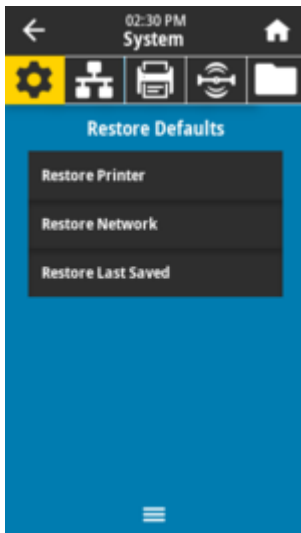 02:30 PM
System
Restore Defaults
Restore Printer
Restore Network
Restore Last Saved